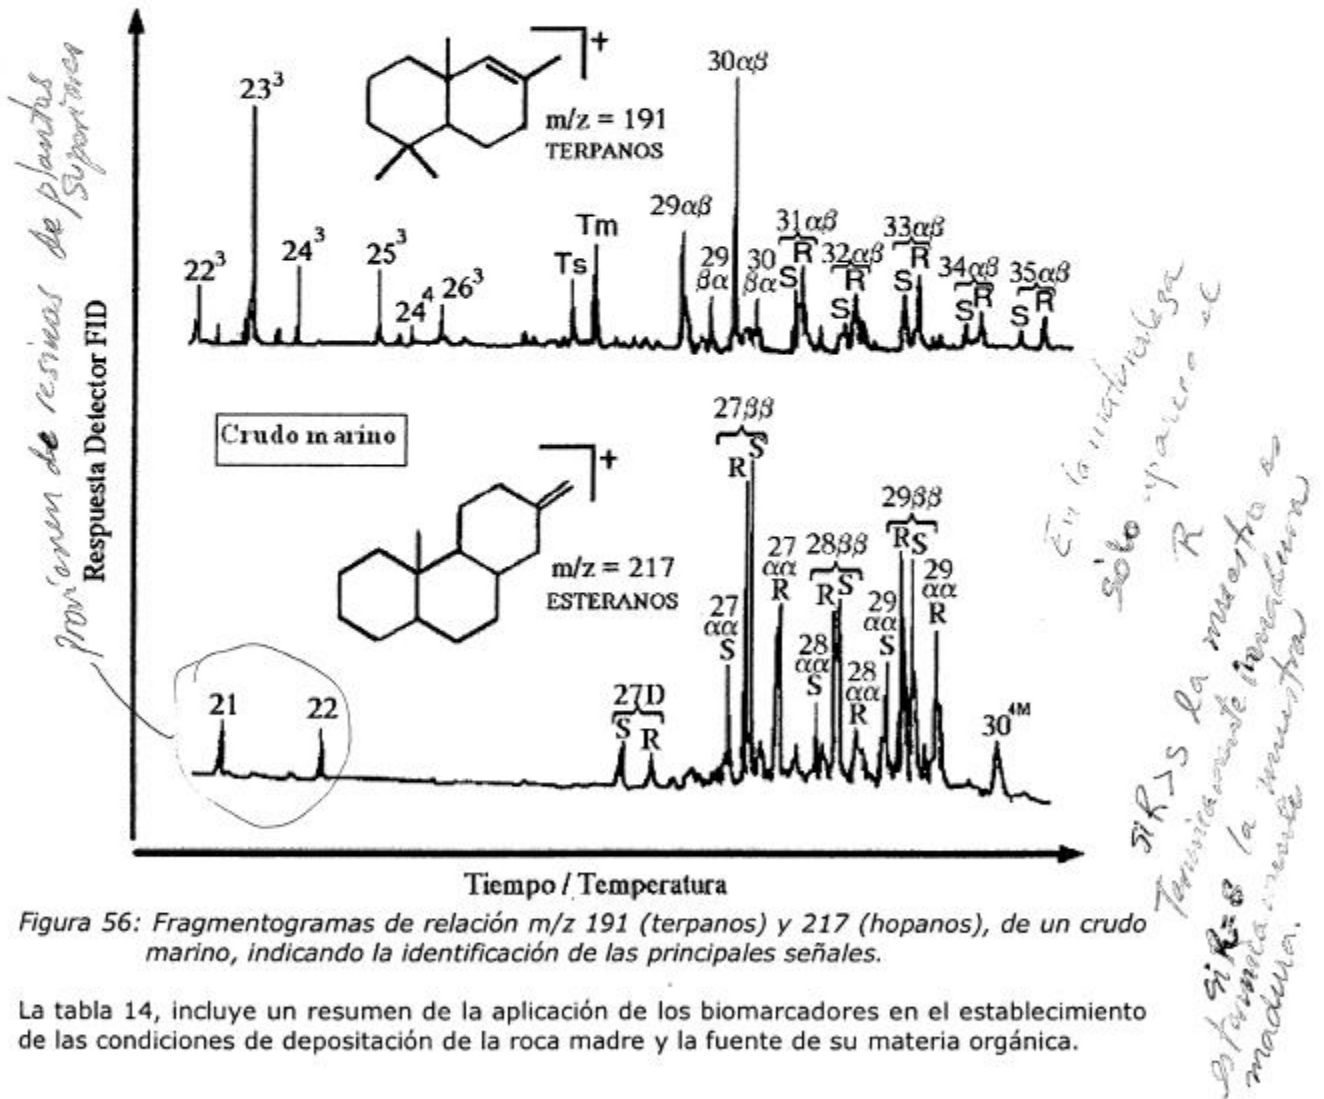 Provienen de resinas de plantas
superiores
Respuesta Detector FID
22³
23³
24³
25³
24⁴
26³
Ts
Tm
29αβ
29
βα
30αβ
30
βα
31αβ
S
R
32αβ
S
R
33αβ
S
R
34αβ
S
R
35αβ
S
R
+
m/z = 191
TERPANOS
Crudo marino
+
m/z = 217
ESTERANOS
21
22
27D
S
R
27
αα
S
27ββ
R
S
27
αα
R
28
αα
S
28ββ
R
S
28
αα
R
29
αα
S
29ββ
R
S
29
αα
R
30⁴ᴹ
Tiempo / Temperatura
En la naturaleza
sólo aparece el
R
Si R > S la muestra es
Termicamente inmadura
Si R = S la muestra
es termicamente
madura.
Figura 56: Fragmentogramas de relación m/z 191 (terpanos) y 217 (hopanos), de un crudo
marino, indicando la identificación de las principales señales.
La tabla 14, incluye un resumen de la aplicación de los biomarcadores en el establecimiento
de las condiciones de depositación de la roca madre y la fuente de su materia orgánica.